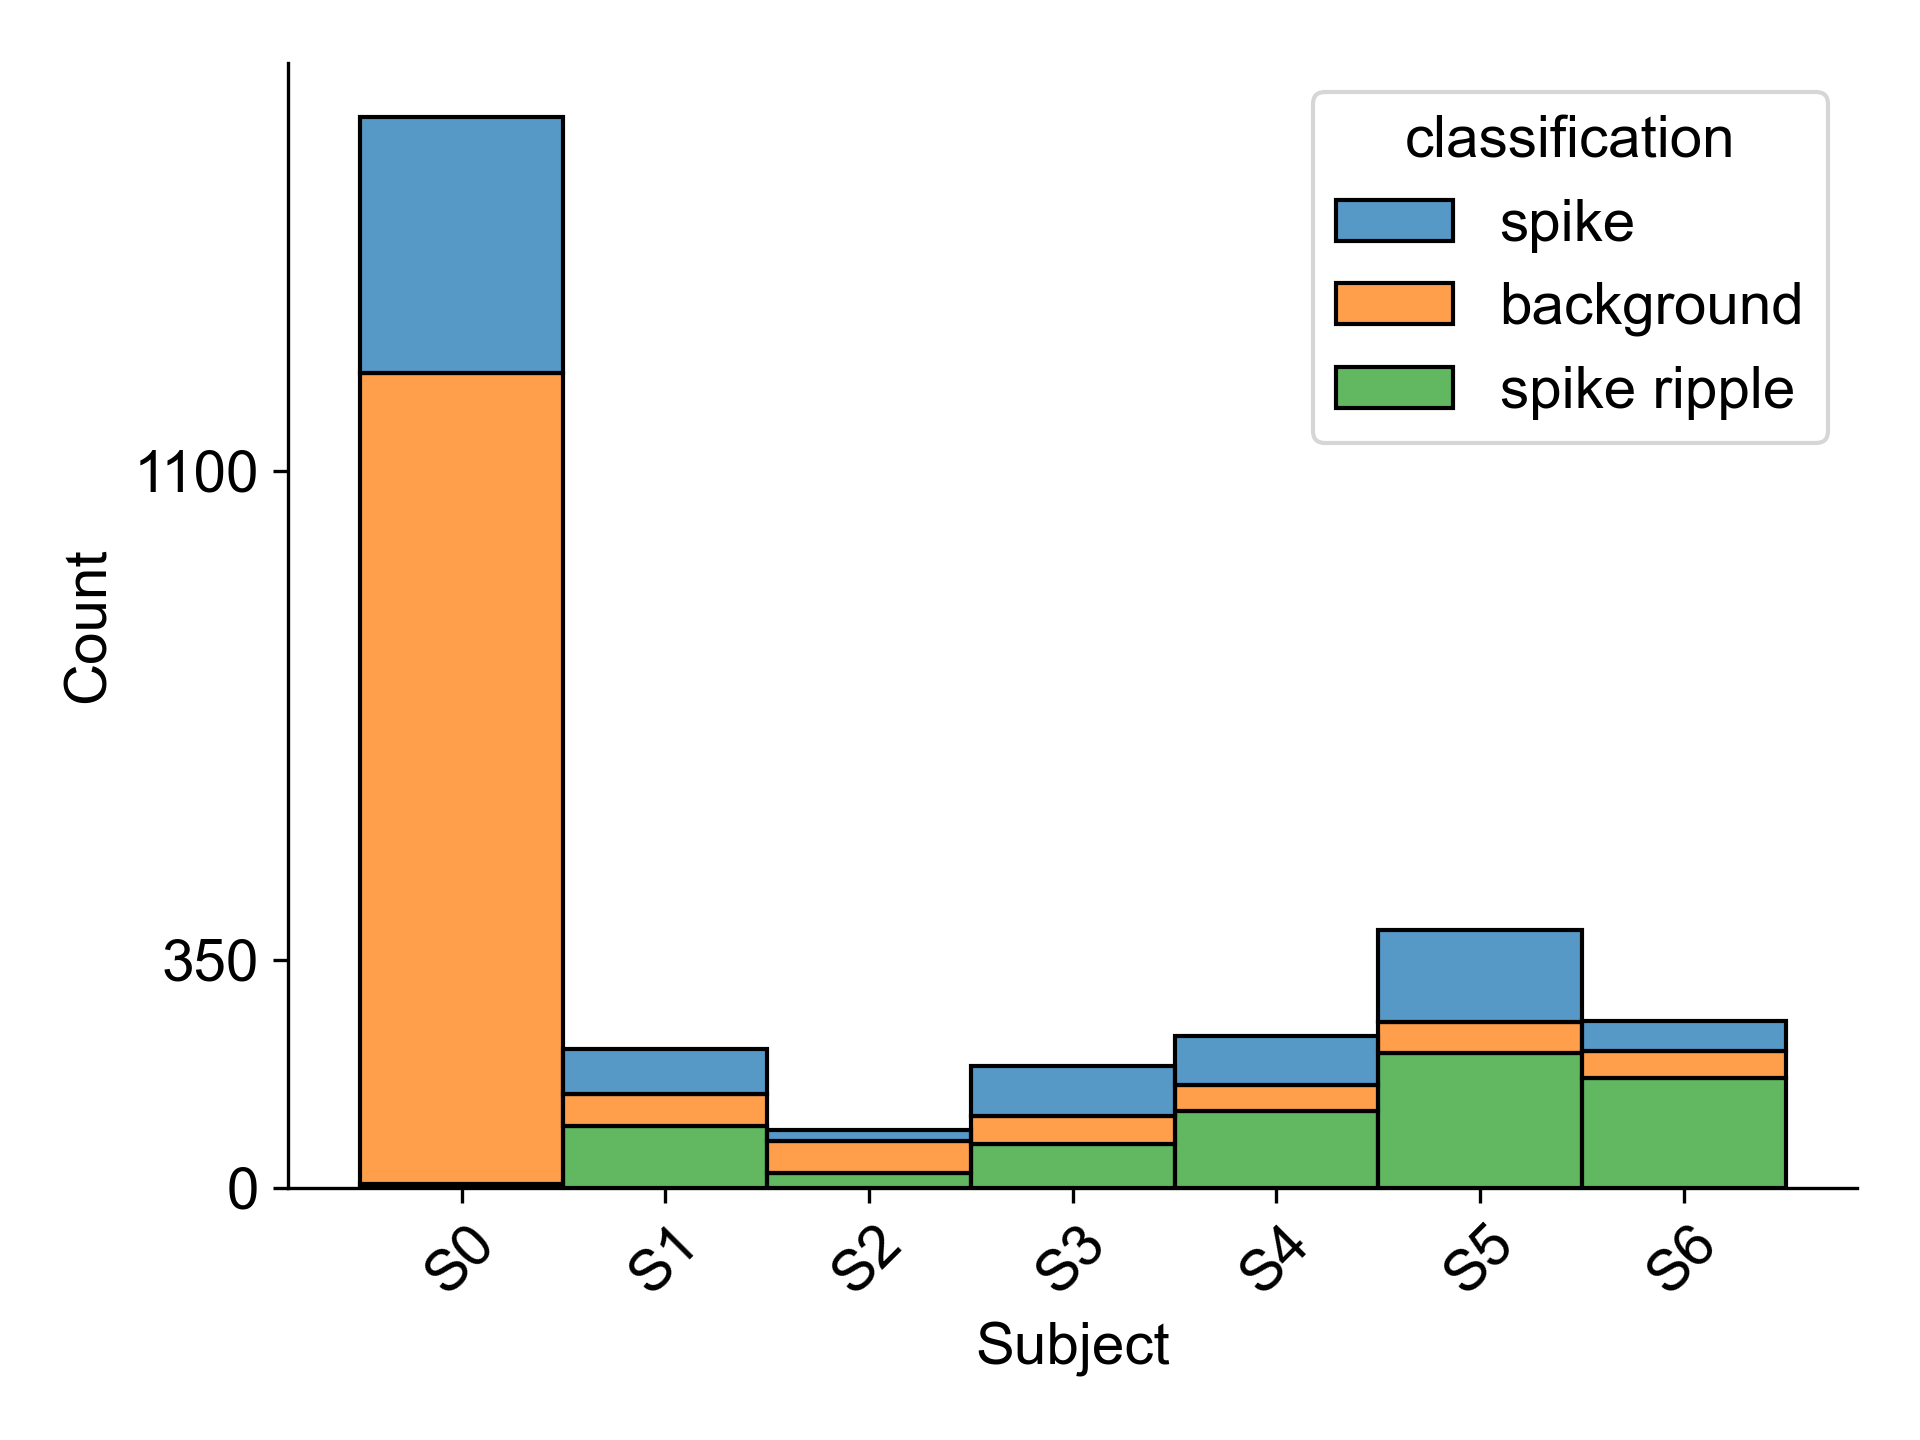 classification
spike
background
spike ripple
1100
350
0
Count
S0
S1
S2
S3
S4
S5
S6
Subject